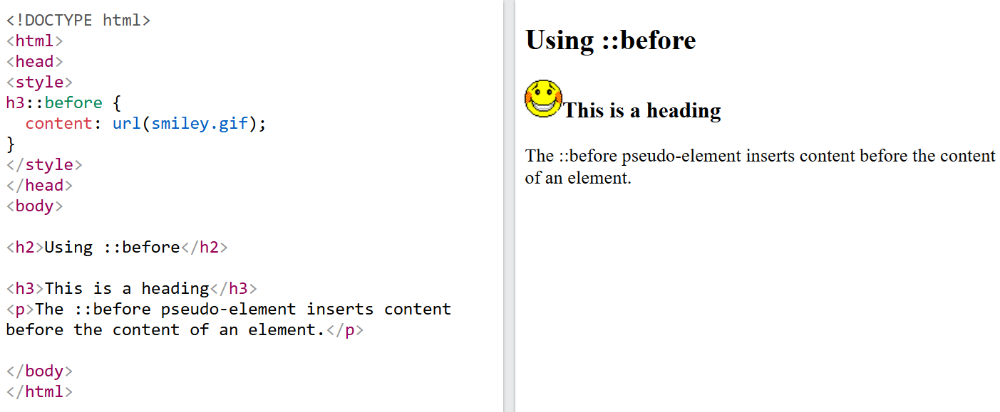 <!DOCTYPE html>
<html>
<head>
<style>
h3::before {
  content: url(smiley.gif);
}
</style>
</head>
<body>

<h2>Using ::before</h2>

<h3>This is a heading</h3>
<p>The ::before pseudo-element inserts content
before the content of an element.</p>

</body>
</html>
Using ::before
This is a heading
The ::before pseudo-element inserts content before the content
of an element.